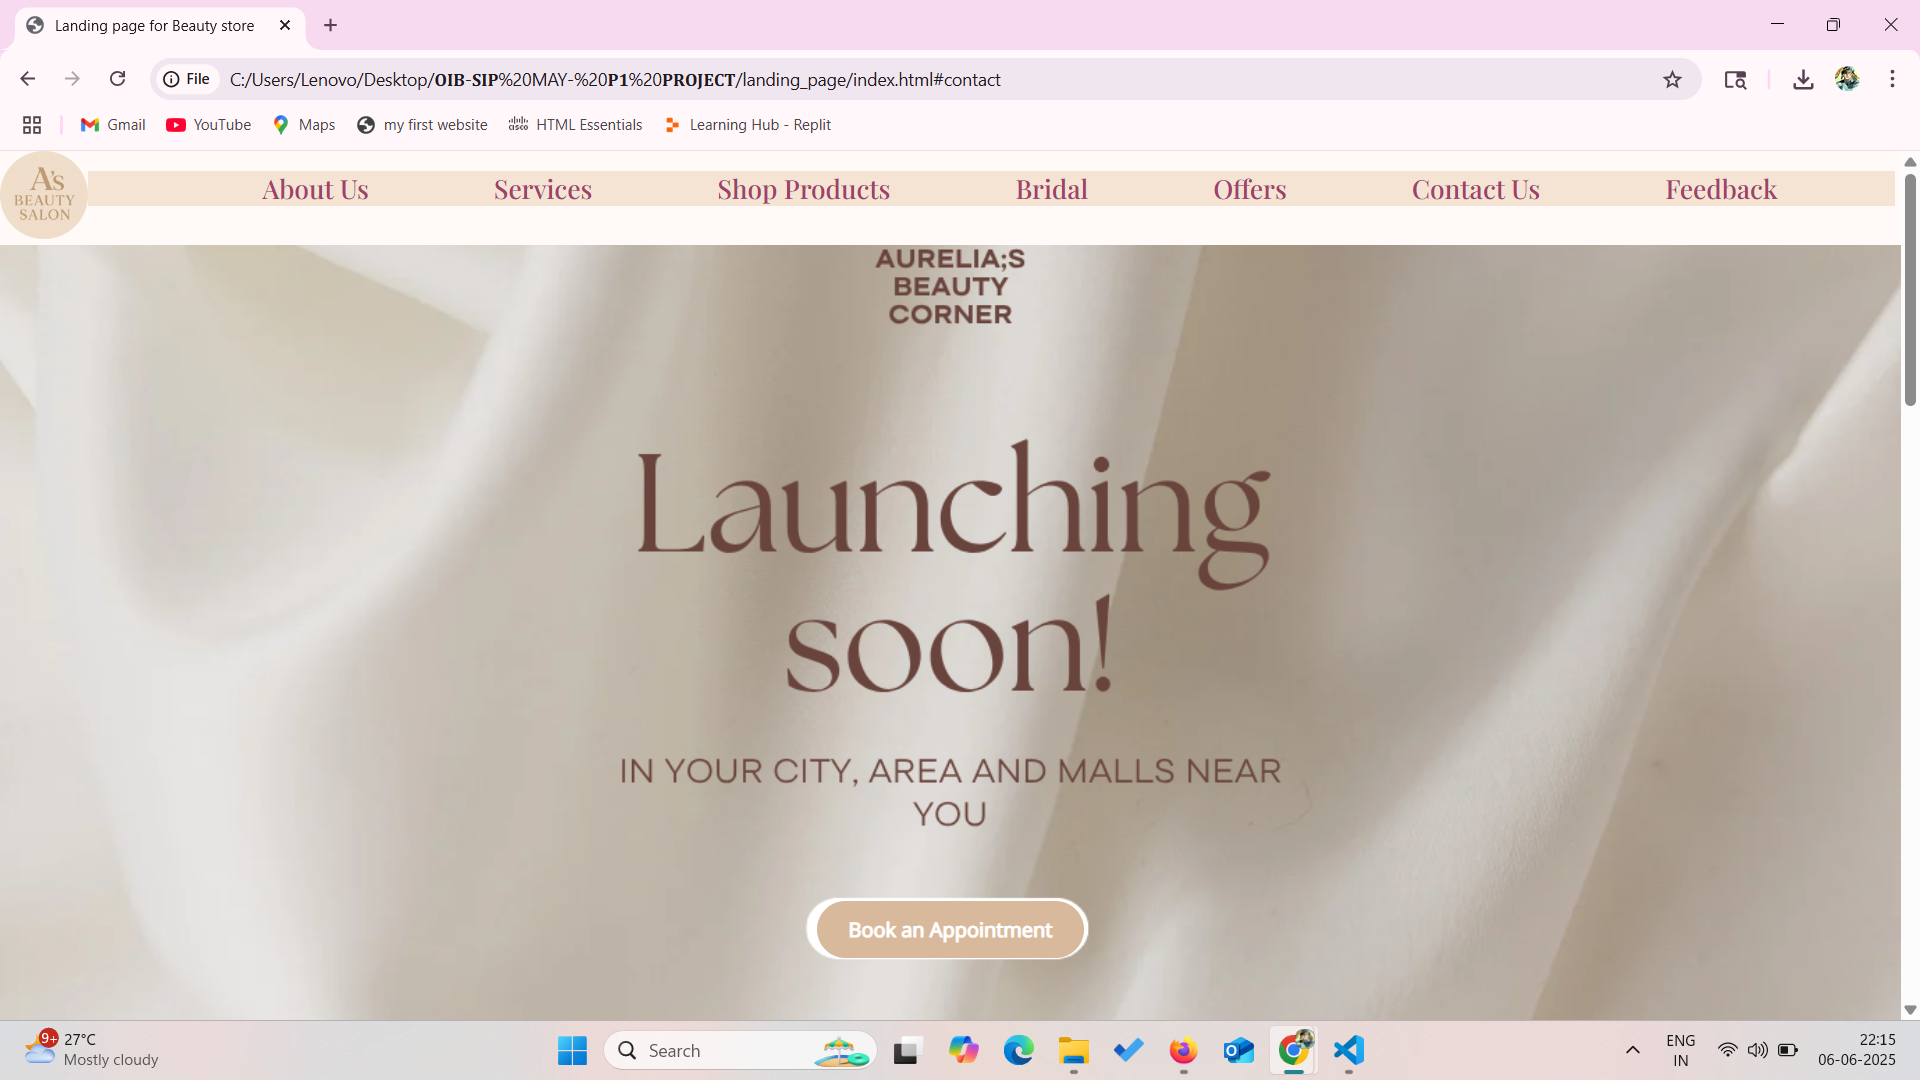 Landing page for Beauty store
File C:/Users/Lenovo/Desktop/OIB-SIP%20MAY-%20P1%20PROJECT/landing_page/index.html#contact
Gmail YouTube Maps my first website HTML Essentials Learning Hub - Replit
A's
BEAUTY
SALON
About Us Services Shop Products Bridal Offers Contact Us Feedback
AURELIA;S
BEAUTY
CORNER
Launching
soon!
IN YOUR CITY, AREA AND MALLS NEAR
YOU
Book an Appointment
9+ 27°C
Mostly cloudy
Search
ENG
IN
22:15
06-06-2025